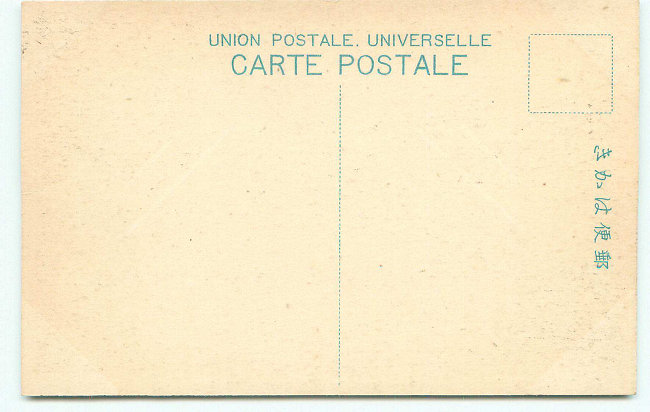 UNION POSTALE. UNIVERSELLE
CARTE POSTALE
郵便はかき